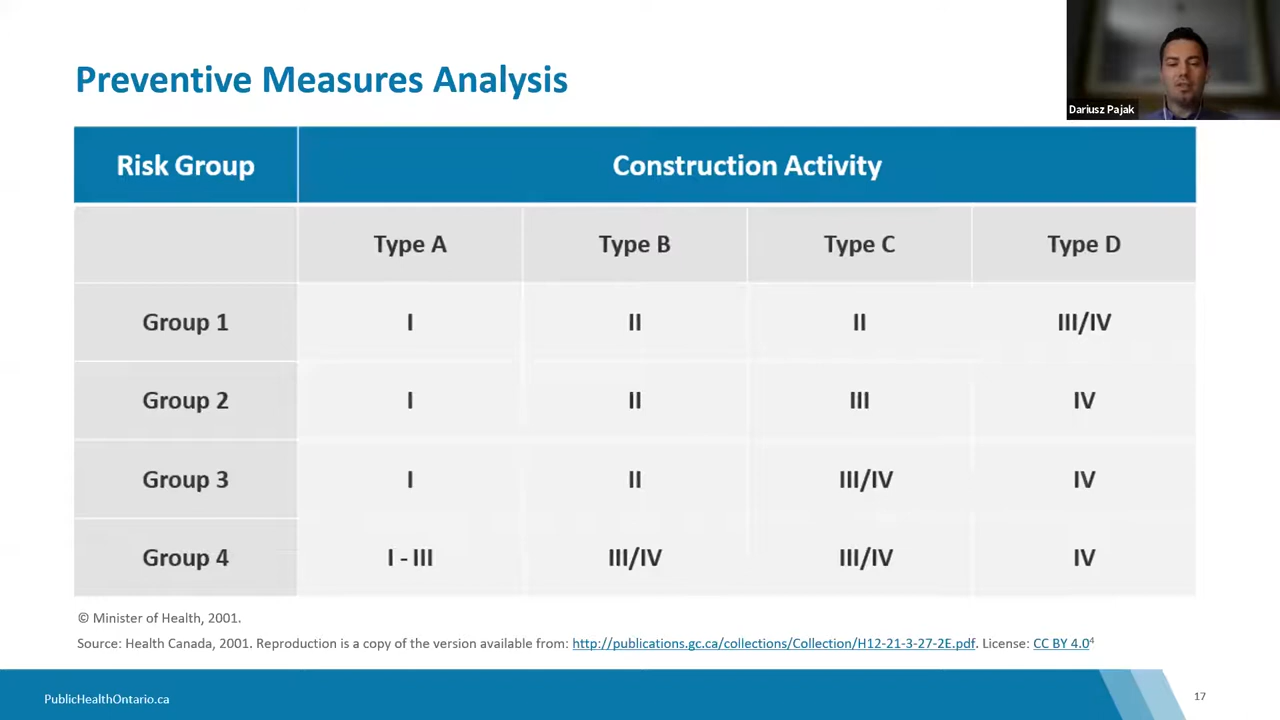 Preventive Measures Analysis
Dariusz Pajak
Risk Group Construction Activity
Type A Type B Type C Type D
Group 1 I II II III/IV
Group 2 I II III IV
Group 3 I II III/IV IV
Group 4 I - III III/IV III/IV IV
© Minister of Health, 2001.
Source: Health Canada, 2001. Reproduction is a copy of the version available from: http://publications.gc.ca/collections/Collection/H12-21-3-27-2E.pdf. License: CC BY 4.0⁴
PublicHealthOntario.ca
17